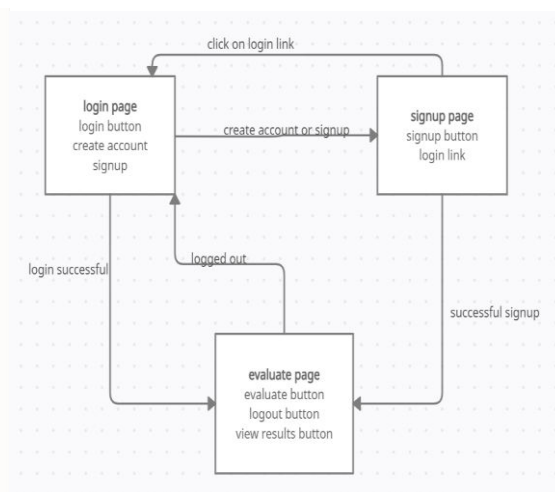 click on login link
login page
login button
create account
signup
create account or signup
signup page
signup button
login link
logged out
login successful
successful signup
evaluate page
evaluate button
logout button
view results button